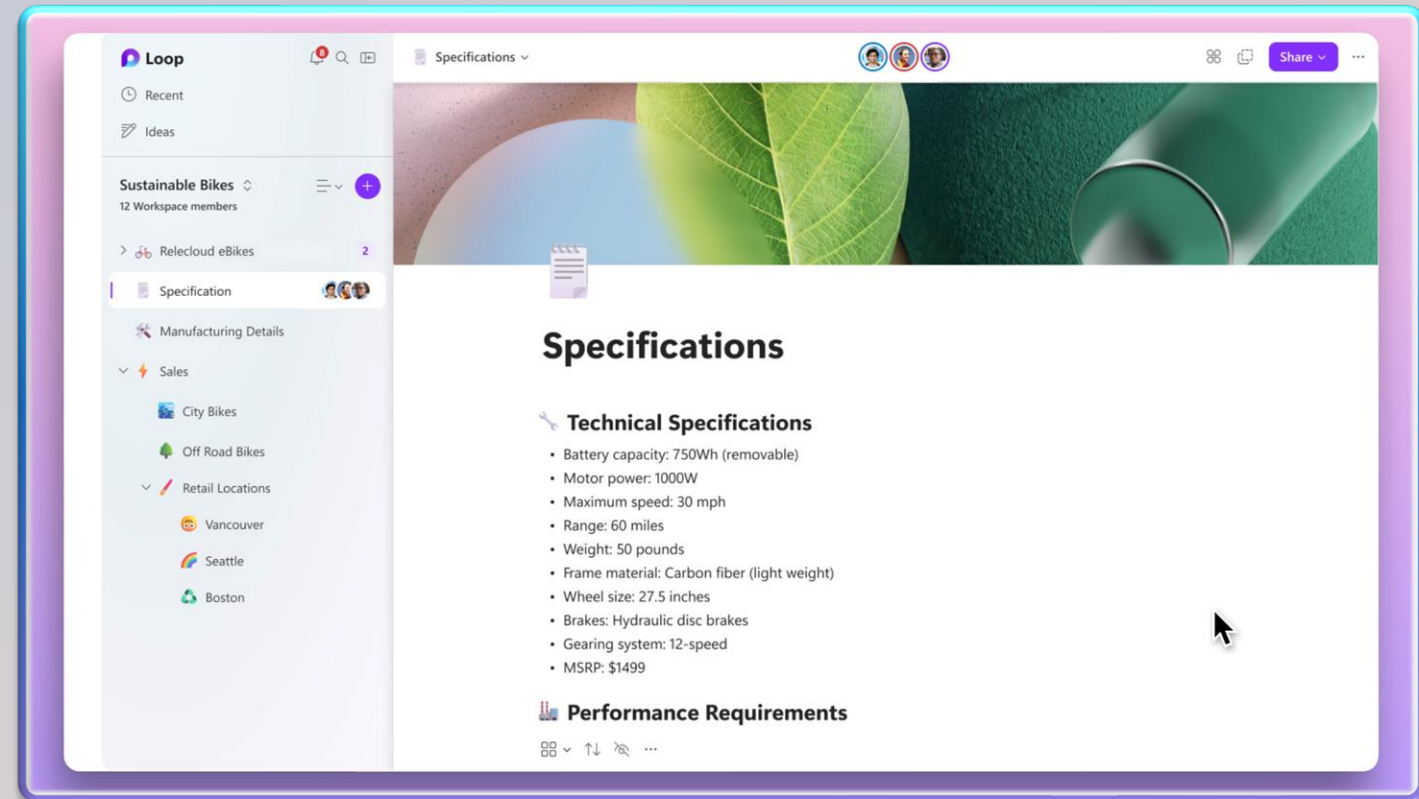 Loop
8
Recent
Ideas
Sustainable Bikes
12 Workspace members
Relecloud eBikes
2
Specification
Manufacturing Details
Sales
City Bikes
Off Road Bikes
Retail Locations
Vancouver
Seattle
Boston
Specifications
Share
Specifications
Technical Specifications
• Battery capacity: 750Wh (removable)
• Motor power: 1000W
• Maximum speed: 30 mph
• Range: 60 miles
• Weight: 50 pounds
• Frame material: Carbon fiber (light weight)
• Wheel size: 27.5 inches
• Brakes: Hydraulic disc brakes
• Gearing system: 12-speed
• MSRP: $1499
Performance Requirements